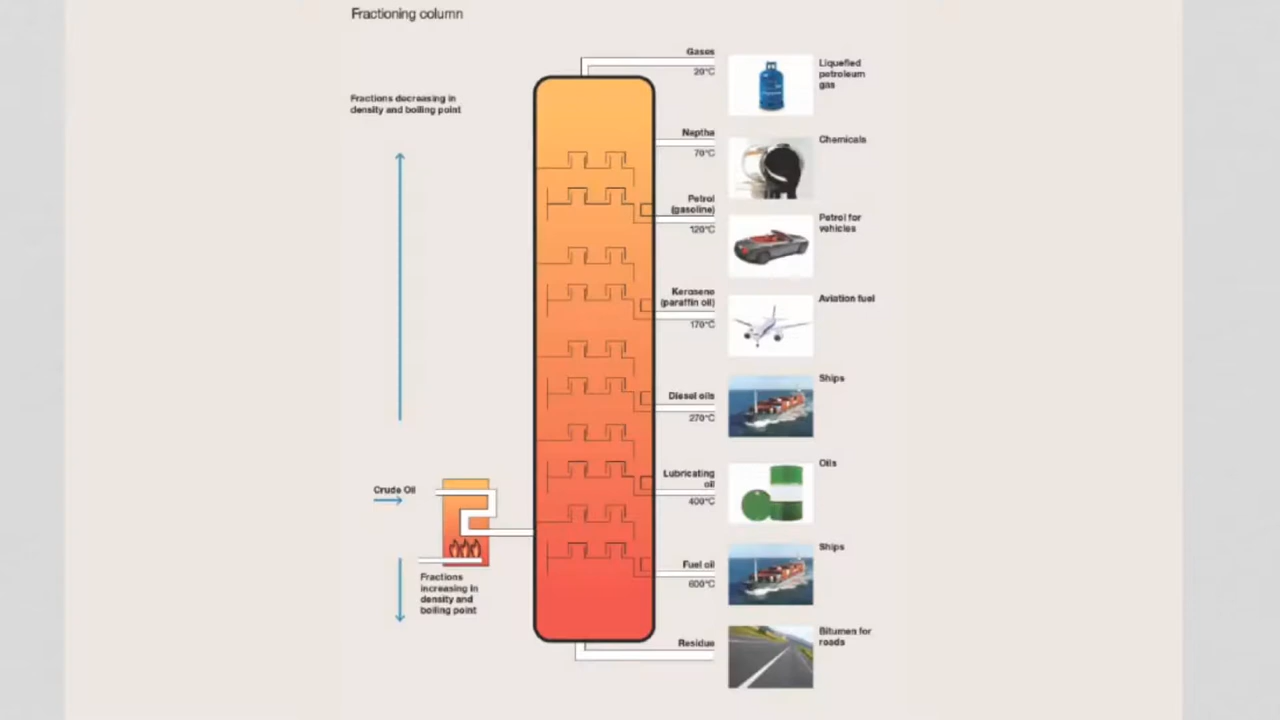 Fractioning column
Fractions decreasing in
density and boiling point
Crude Oil
Fractions
increasing in
density and
boiling point
Gases
20°C
Liquefied
petroleum
gas
Naptha
70°C
Chemicals
Petrol
(gasoline)
120°C
Petrol for
vehicles
Kerosene
(paraffin oil)
170°C
Aviation fuel
Diesel oils
270°C
Ships
Lubricating
oil
400°C
Oils
Fuel oil
600°C
Ships
Residue
Bitumen for
roads